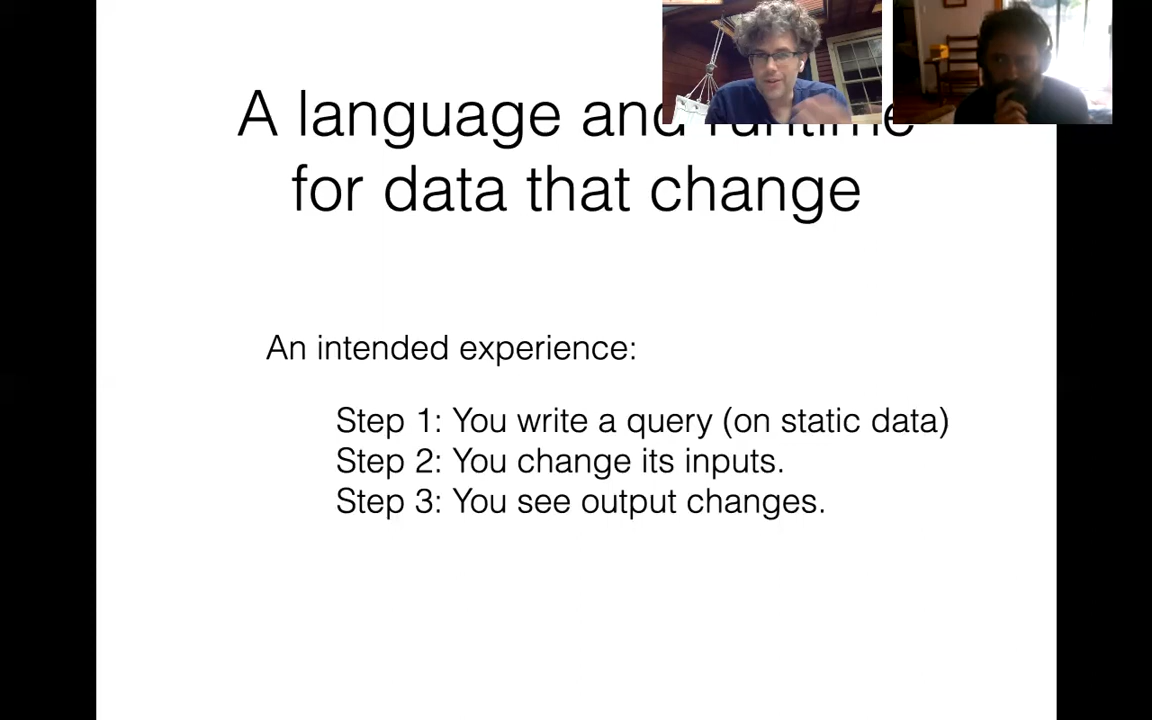 A language and runtime
for data that change
An intended experience:
Step 1: You write a query (on static data)
Step 2: You change its inputs.
Step 3: You see output changes.